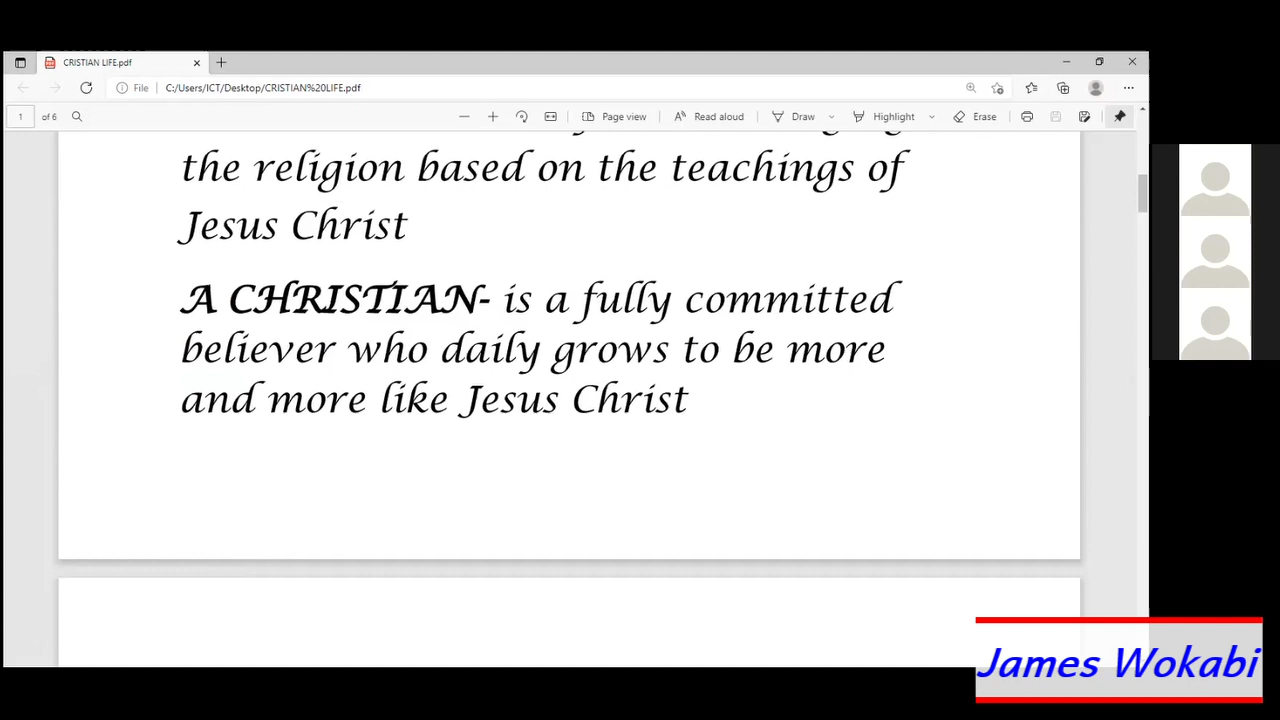 CRISTIAN LIFE.pdf
File C:/Users/ICT/Desktop/CRISTIAN%20LIFE.pdf
1 of 6 Page view Read aloud Draw Highlight Erase
the religion based on the teachings of
Jesus Christ
A CHRISTIAN- is a fully committed
believer who daily grows to be more
and more like Jesus Christ
James Wokabi